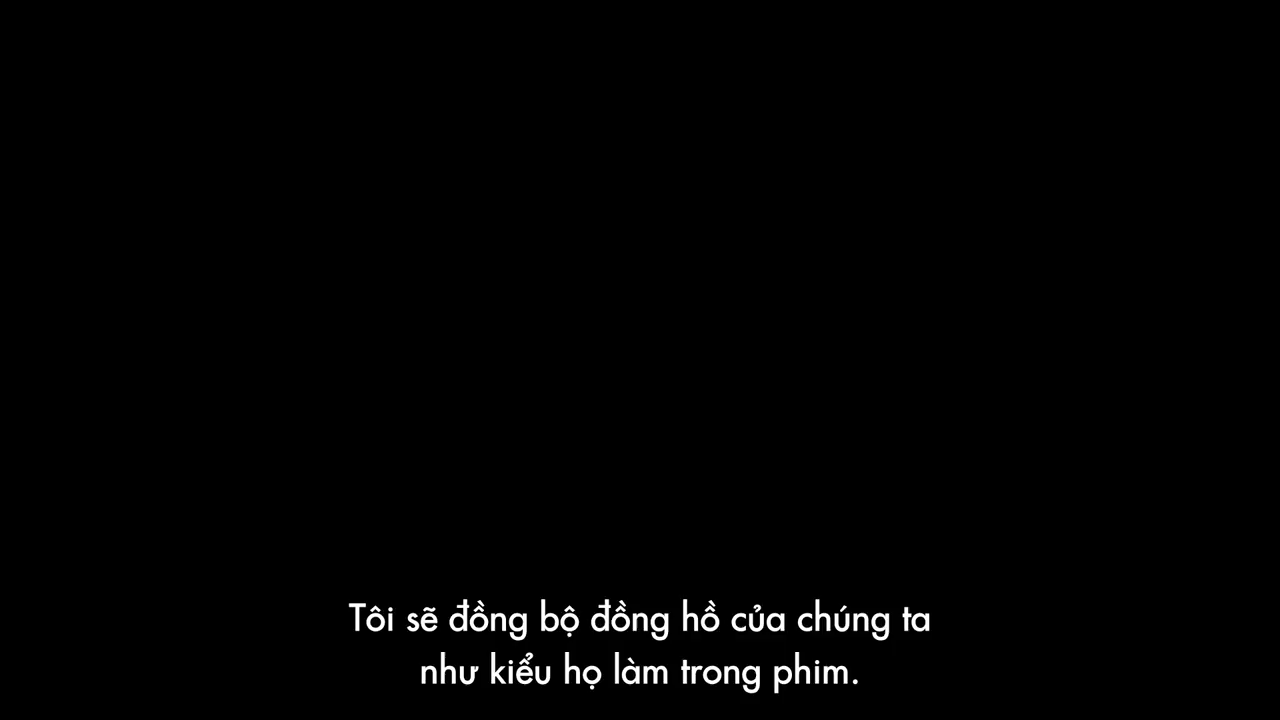 Tôi sẽ đồng bộ đồng hồ của chúng ta
như kiểu họ làm trong phim.